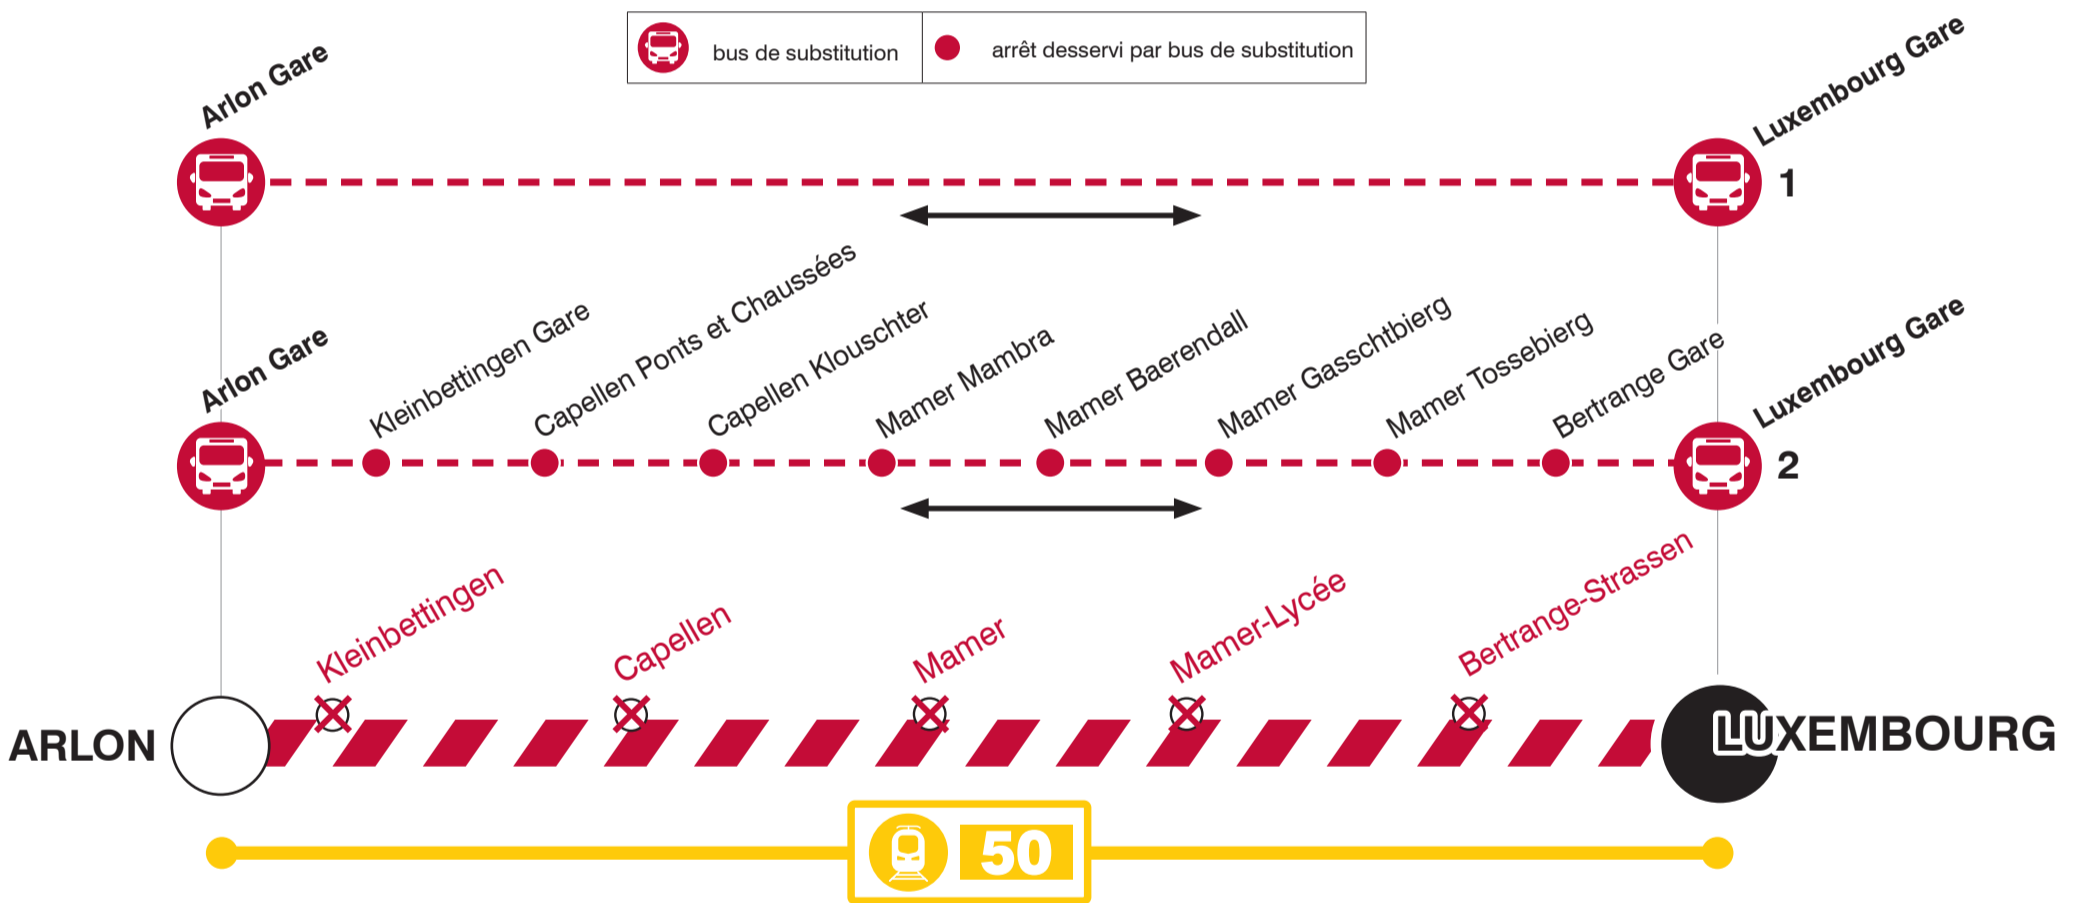 bus de substitution
arrêt desservi par bus de substitution
Arlon Gare
Luxembourg Gare
1
Arlon Gare
Kleinbettingen Gare
Capellen Ponts et Chaussées
Capellen Klouschter
Mamer Mambra
Mamer Baerendall
Mamer Gasschtbierg
Mamer Tossebierg
Bertrange Gare
Luxembourg Gare
2
Kleinbettingen
Capellen
Mamer
Mamer-Lycée
Bertrange-Strassen
ARLON
LUXEMBOURG
50